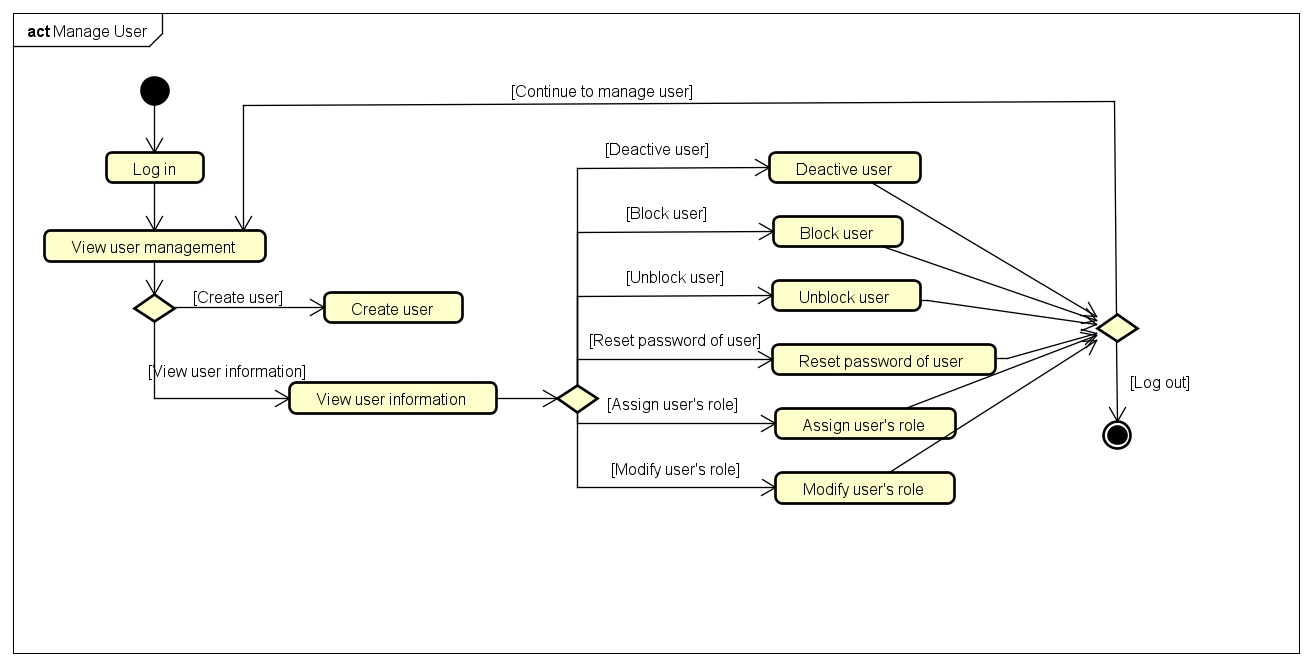 act Manage User
[Continue to manage user]
[Deactive user]
Deactive user
Log in
[Block user]
Block user
View user management
[Unblock user]
Unblock user
[Create user]
Create user
[Reset password of user]
Reset password of user
[View user information]
View user information
[Log out]
[Assign user's role]
Assign user's role
[Modify user's role]
Modify user's role